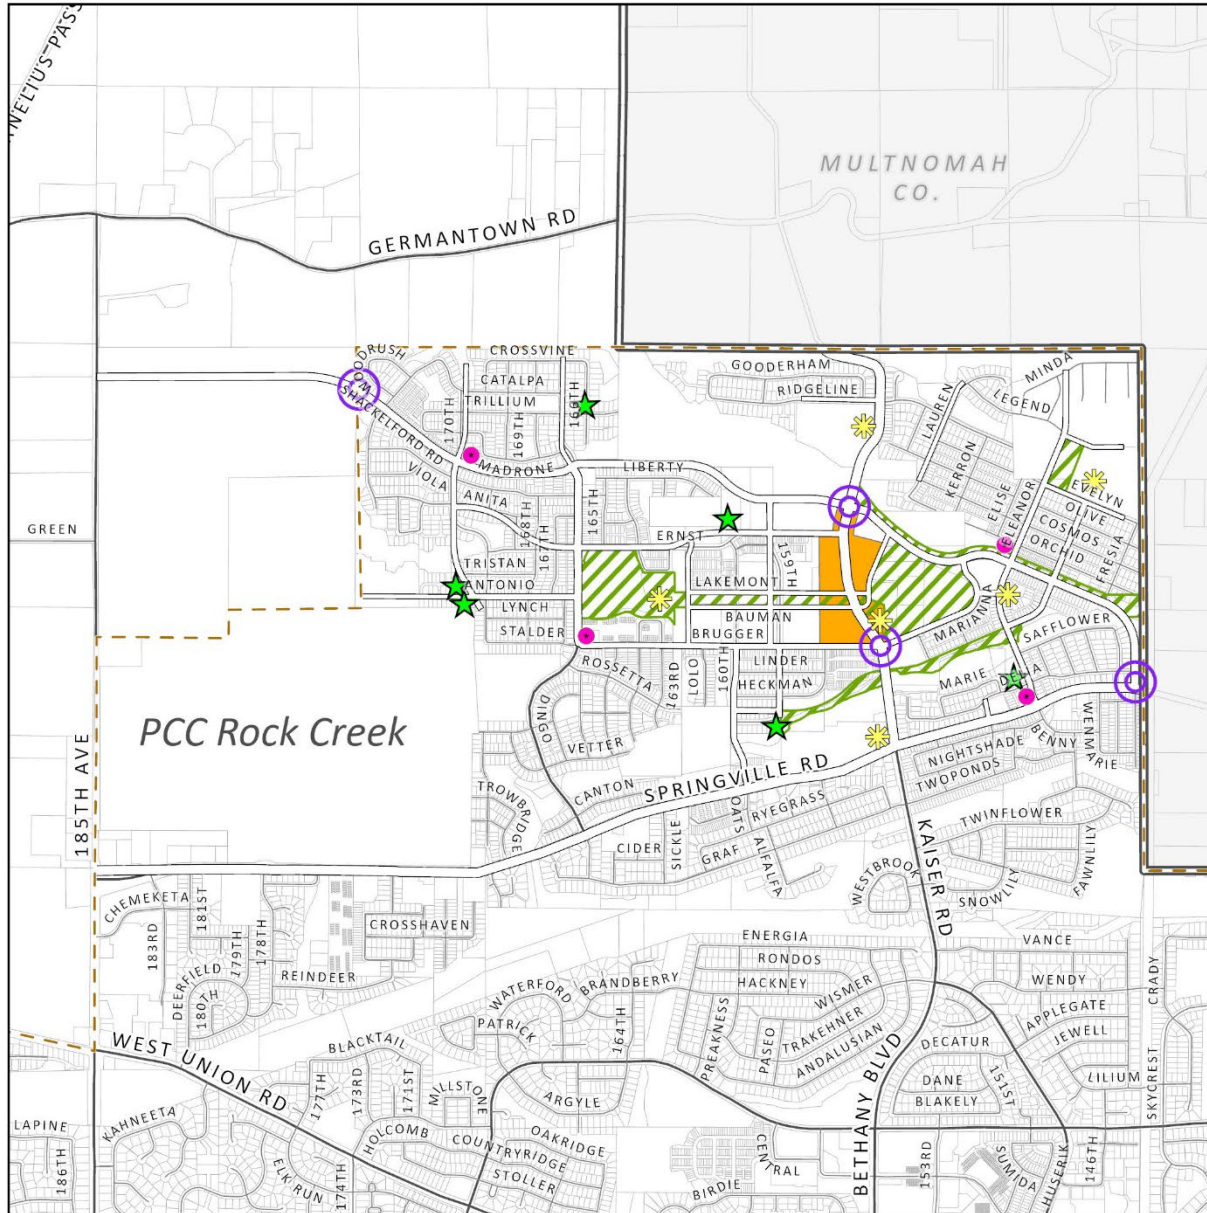 NELIUS PAS
MULTNOMAH
CO.
GERMANTOWN RD
WOODRUSH
CROSSVINE
CATALPA
TRILLIUM
166TH
GOODERHAM
RIDGELINE
MINDA
LEGEND
LAUREN
SHACKELFORD RD
170TH
169TH
MADRONE
LIBERTY
KERRON
VIOLA
ANITA
168TH
167TH
165TH
ELISE
ELEANOR
EVELYN
OLIVE
COSMOS
ORCHID
FRESIA
GREEN
ERNST
159TH
TRISTAN
ANTONIO
LYNCH
STALDER
LAKEMONT
BAUMAN
BRUGGER
MARIANNA
SAFFLOWER
ROSSETTA
163RD
LOLO
160TH
LINDER
HECKMAN
MARIE
DELIA
DINGO
VETTER
PCC Rock Creek
185TH AVE
CANTON
TROWBRIDGE
SPRINGVILLE RD
NIGHTSHADE
TWOPONDS
BENNY
WENMARIE
OATS
RYEGRASS
CIDER
SICKLE
GRAF
ALFALFA
TWINFLOWER
FAWNLILY
SNOWLILY
WESTBROOK
KAISER RD
CHEMEKETA
181ST
183RD
179TH
178TH
CROSSHAVEN
DEERFIELD
180TH
REINDEER
ENERGIA
RONDOS
HACKNEY
WISMER
TRAKEHNER
ANDALUSIAN
PASEO
PREAKNESS
VANCE
WENDY
APPLEGATE
JEWELL
CRADY
WATERFORD
BRANDBERRY
PATRICK
164TH
WEST UNION RD
BLACKTAIL
177TH
173RD
171ST
MILLSTONE
ARGYLE
DECATUR
DANE
BLAKELY
151ST
LILIUM
SKYCREST
BETHANY BLVD
LAPINE
186TH
KAHNEETA
HOLCOMB
COUNTRYRIDGE
OAKRIDGE
STOLLER
ELK RUN
174TH
CENTRAL
BIRDIE
153RD
SUMIDA
HUSERIK
146TH